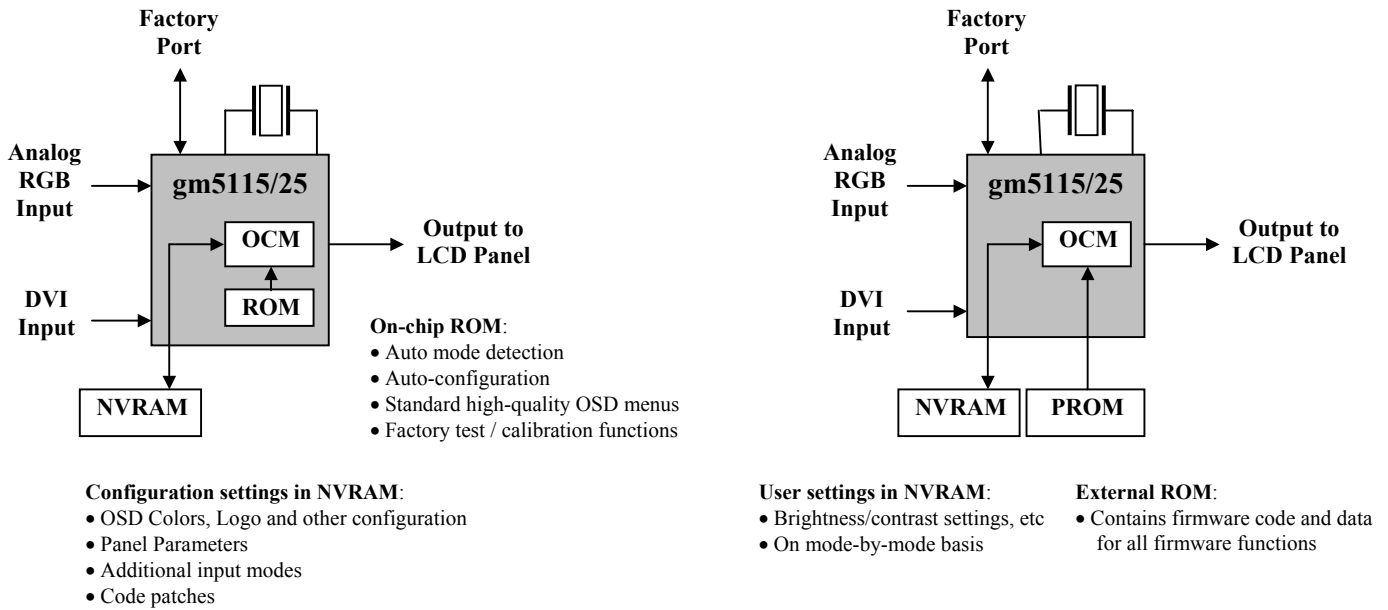 Factory
Port
Analog
RGB
Input
gm5115/25
OCM
ROM
Output to
LCD Panel
DVI
Input
NVRAM
On-chip ROM:
• Auto mode detection
• Auto-configuration
• Standard high-quality OSD menus
• Factory test / calibration functions
Configuration settings in NVRAM:
• OSD Colors, Logo and other configuration
• Panel Parameters
• Additional input modes
• Code patches
Factory
Port
Analog
RGB
Input
gm5115/25
OCM
Output to
LCD Panel
DVI
Input
NVRAM
PROM
User settings in NVRAM:
• Brightness/contrast settings, etc
• On mode-by-mode basis
External ROM:
• Contains firmware code and data
for all firmware functions